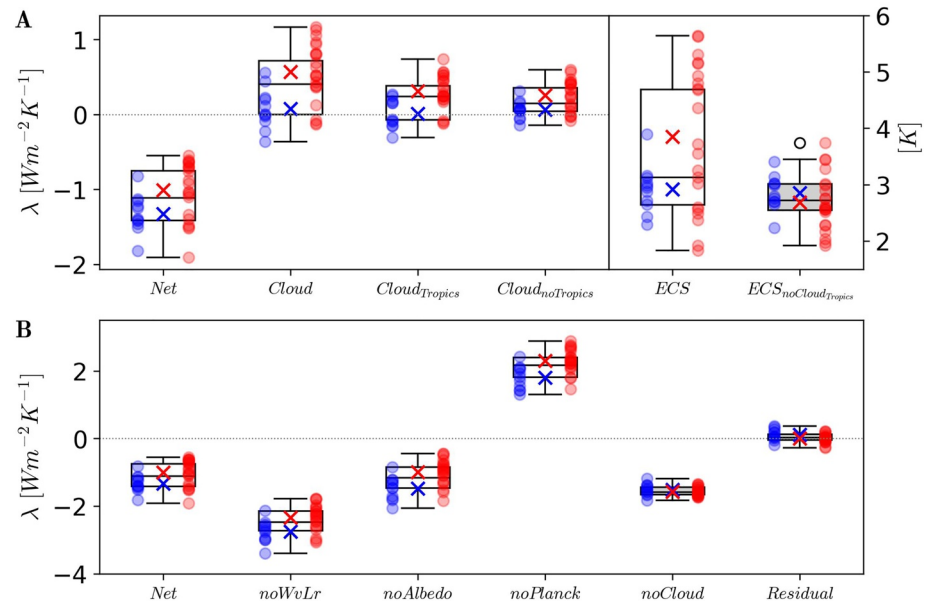 A
λ [Wm⁻²K⁻¹]
1
0
−1
−2
6
5
4
3
2
[K]
Net
Cloud
Cloud_Tropics
Cloud_noTropics
ECS
ECS_noCloud_Tropics
B
λ [Wm⁻²K⁻¹]
2
0
−2
−4
Net
noWvLr
noAlbedo
noPlanck
noCloud
Residual